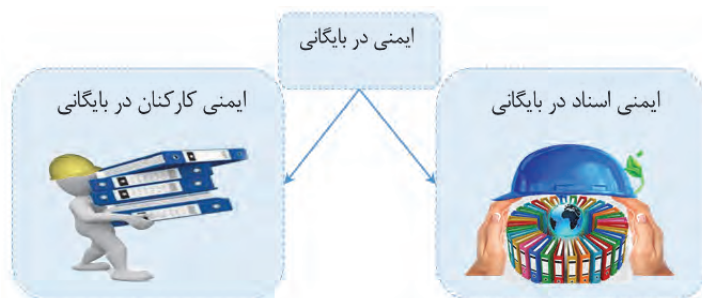 ایمنی در بایگانی
ایمنی اسناد در بایگانی
ایمنی کارکنان در بایگانی